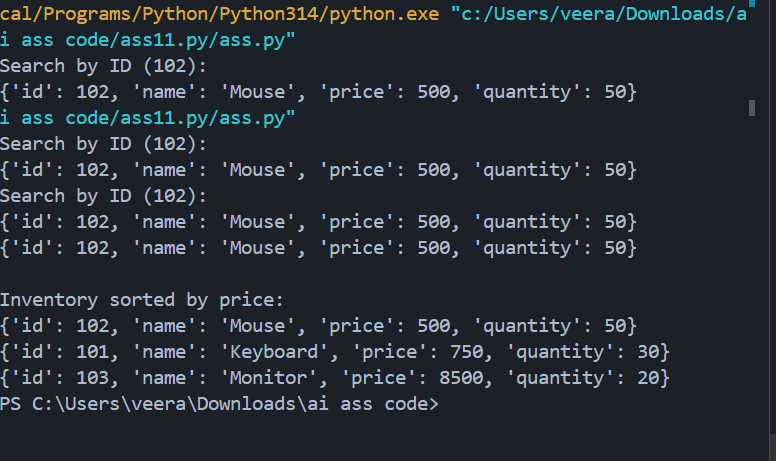 cal/Programs/Python/Python314/python.exe "c:/Users/veera/Downloads/a
i ass code/ass11.py/ass.py"
Search by ID (102):
{'id': 102, 'name': 'Mouse', 'price': 500, 'quantity': 50}
i ass code/ass11.py/ass.py"
Search by ID (102):
{'id': 102, 'name': 'Mouse', 'price': 500, 'quantity': 50}
Search by ID (102):
{'id': 102, 'name': 'Mouse', 'price': 500, 'quantity': 50}
{'id': 102, 'name': 'Mouse', 'price': 500, 'quantity': 50}
Inventory sorted by price:
{'id': 102, 'name': 'Mouse', 'price': 500, 'quantity': 50}
{'id': 101, 'name': 'Keyboard', 'price': 750, 'quantity': 30}
{'id': 103, 'name': 'Monitor', 'price': 8500, 'quantity': 20}
PS C:\Users\veera\Downloads\ai ass code>